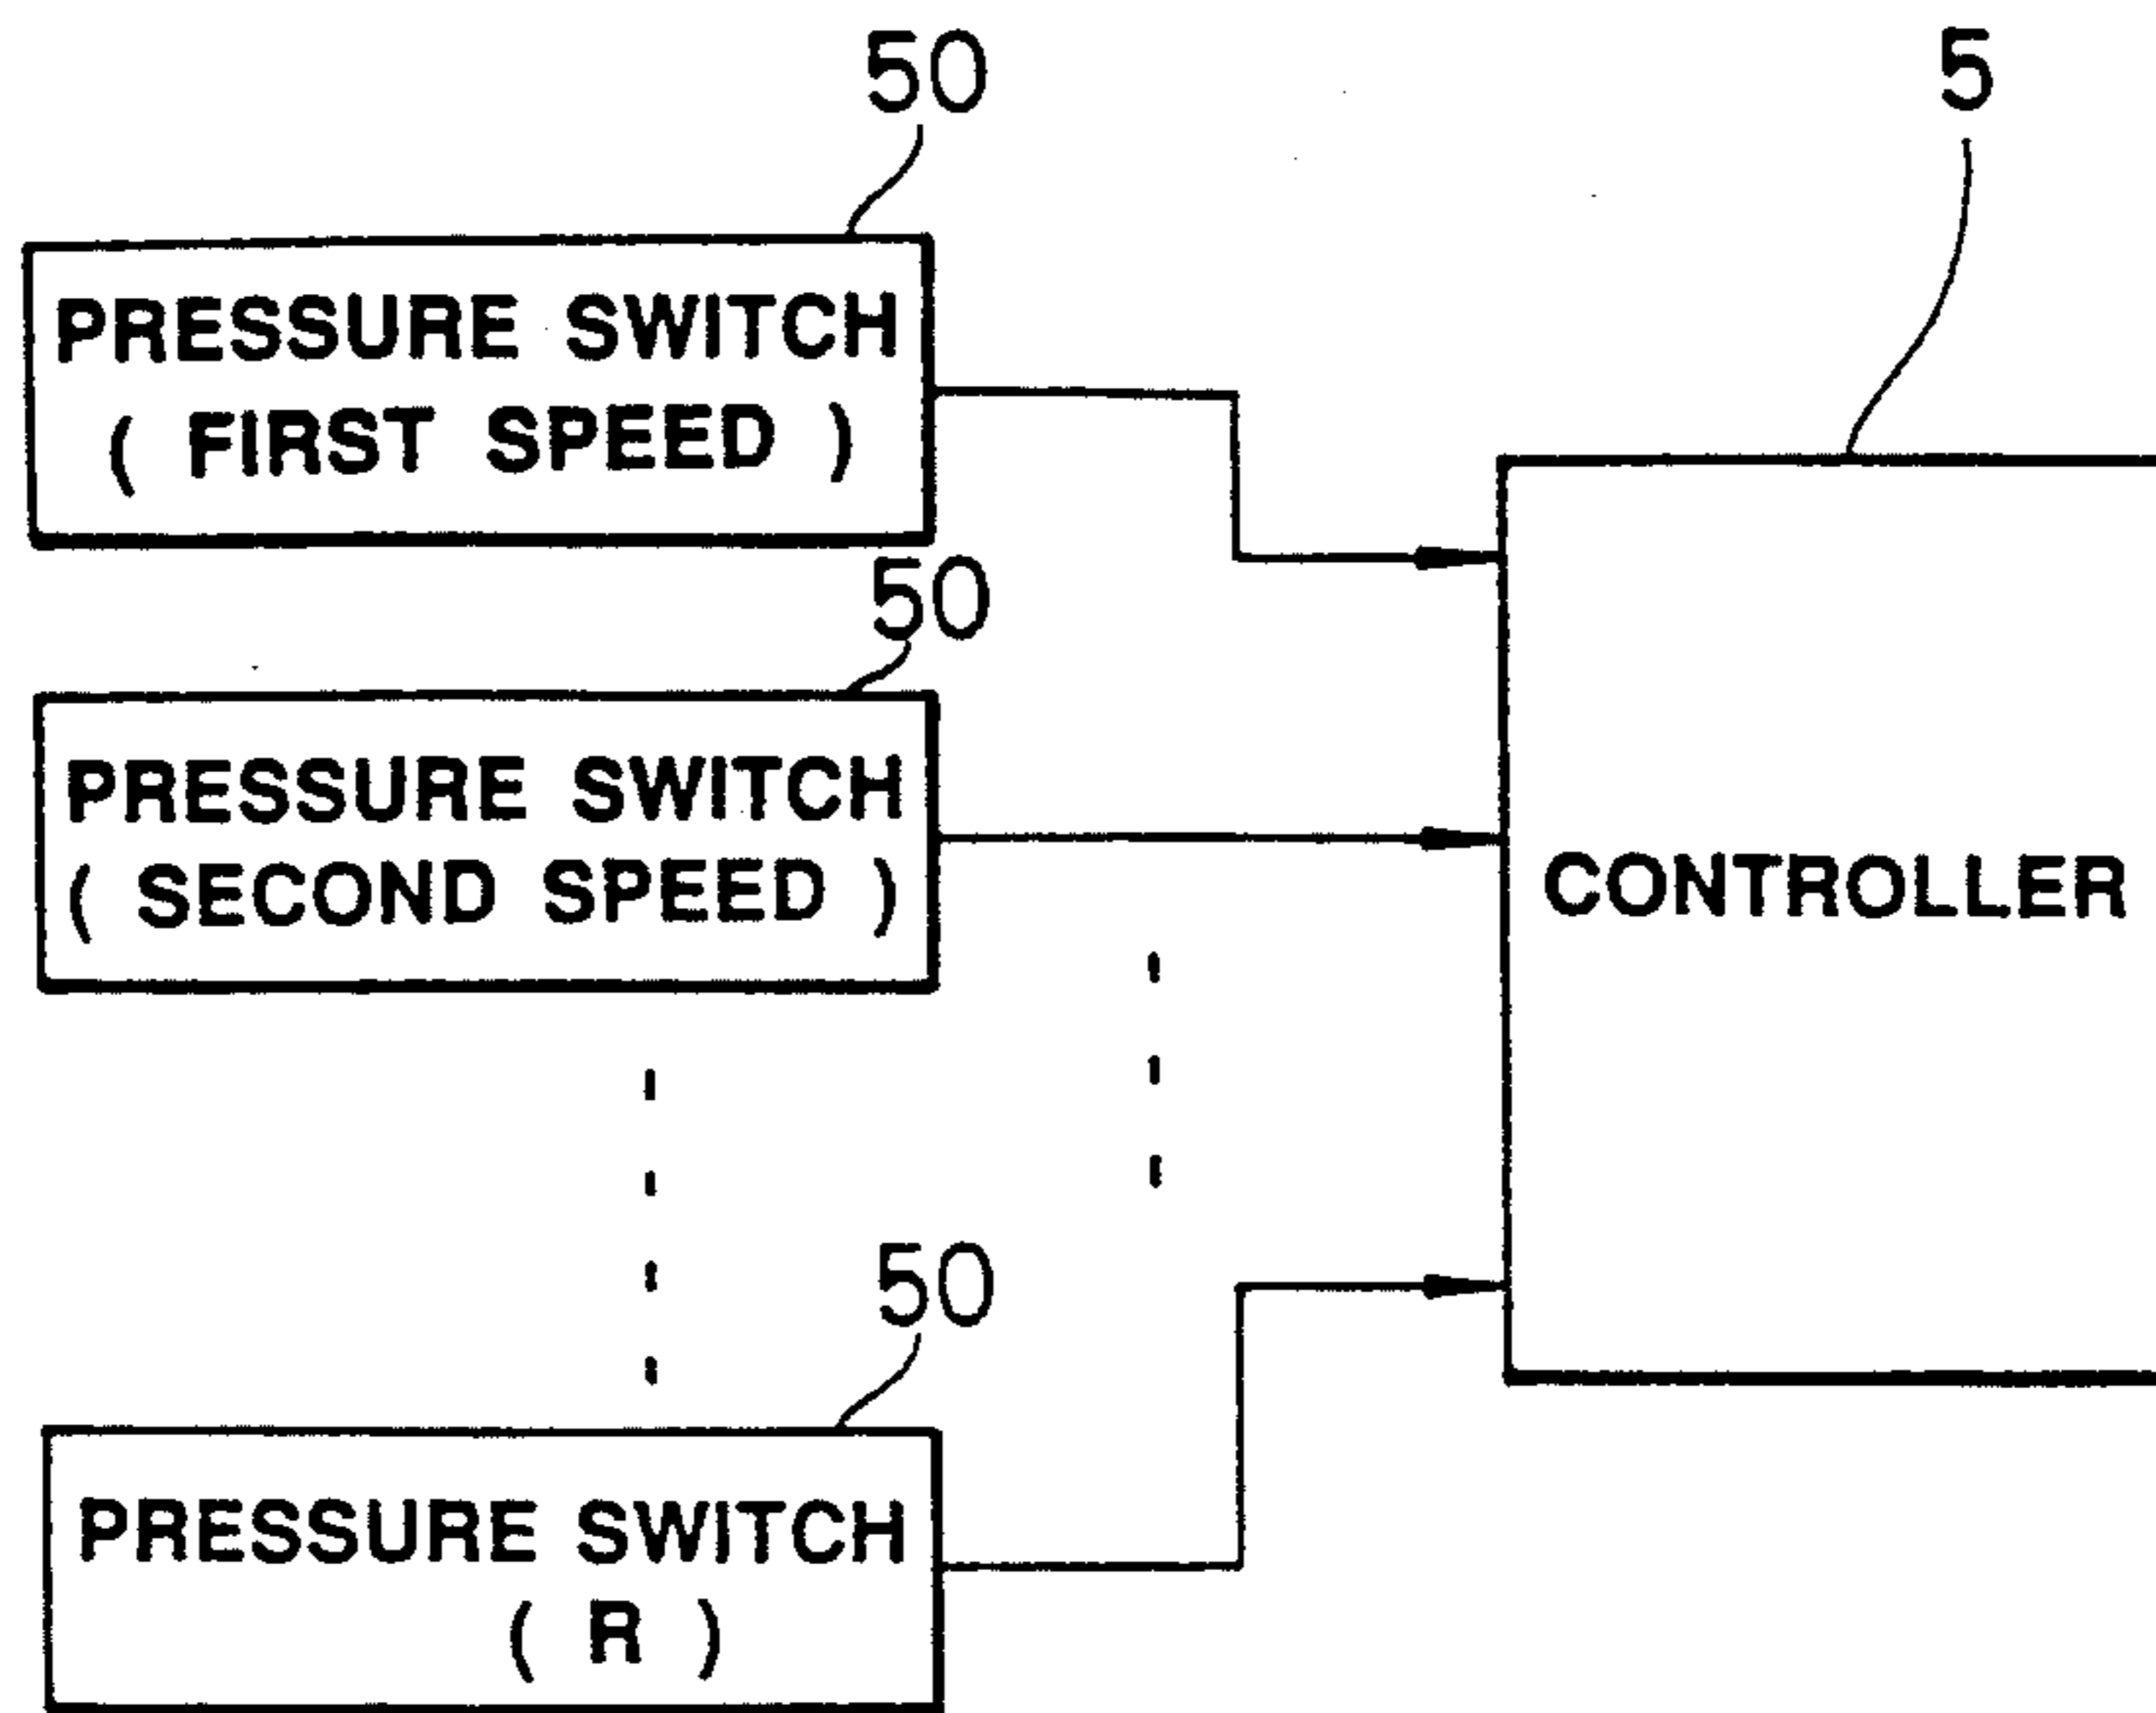 50
5
PRESSURE SWITCH
( FIRST SPEED )
50
PRESSURE SWITCH
( SECOND SPEED )
CONTROLLER
50
PRESSURE SWITCH
( R )